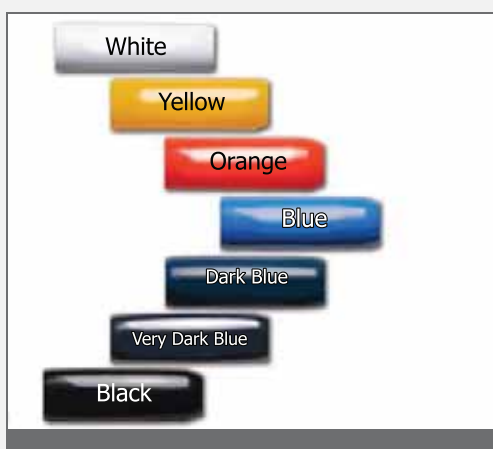 White
Yellow
Orange
Blue
Dark Blue
Very Dark Blue
Black